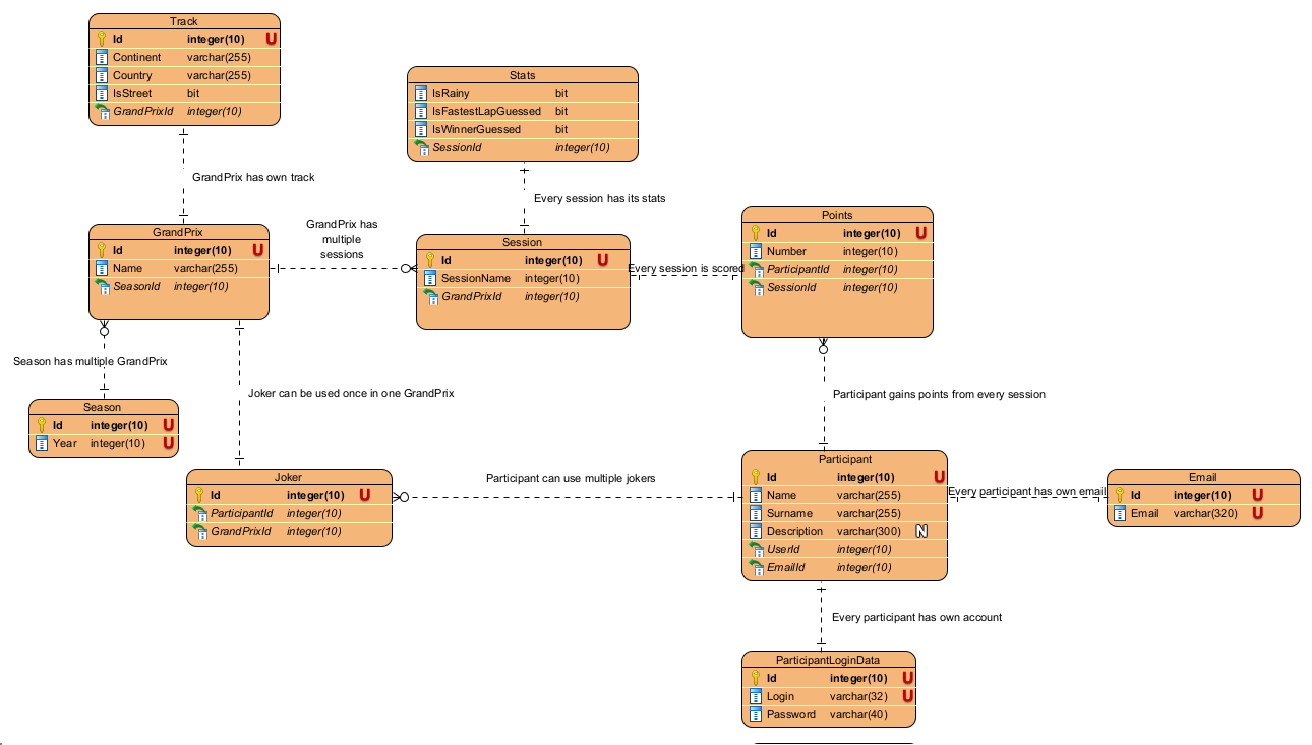 Track
Id integer(10) U
Continent varchar(255)
Country varchar(255)
IsStreet bit
GrandPrixId integer(10)
GrandPrix has own track
Stats
IsRainy bit
IsFastestLapGuessed bit
IsWinnerGuessed bit
SessionId integer(10)
Every session has its stats
GrandPrix
Id integer(10) U
Name varchar(255)
SeasonId integer(10)
GrandPrix has
multiple
sessions
Session
Id integer(10) U
SessionName integer(10)
GrandPrixId integer(10)
Every session is scored
Points
Id integer(10) U
Number integer(10)
ParticipantId integer(10)
SessionId integer(10)
Season has multiple GrandPrix
Joker can be used once in one GrandPrix
Participant gains points from every session
Season
Id integer(10) U
Year integer(10) U
Joker
Id integer(10) U
ParticipantId integer(10)
GrandPrixId integer(10)
Participant can use multiple jokers
Participant
Id integer(10) U
Name varchar(255)
Surname varchar(255)
Description varchar(300) N
UserId integer(10)
EmailId integer(10)
Every participant has own email
Email
Id integer(10) U
Email varchar(320) U
Every participant has own account
ParticipantLoginData
Id integer(10) U
Login varchar(32) U
Password varchar(40)